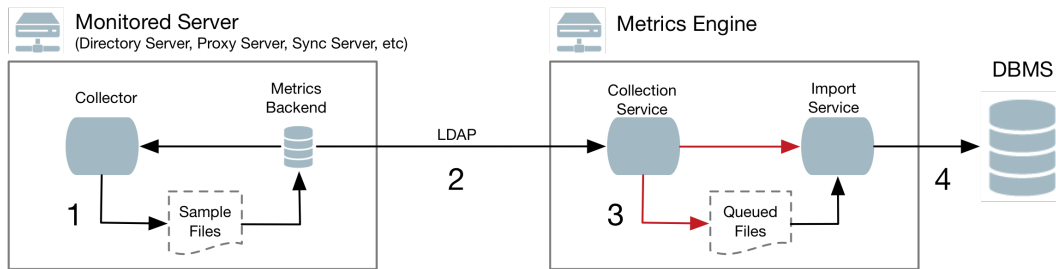 Monitored Server
(Directory Server, Proxy Server, Sync Server, etc)
Collector
Metrics
Backend
1
Sample
Files
LDAP
2
Metrics Engine
Collection
Service
Import
Service
3
Queued
Files
4
DBMS